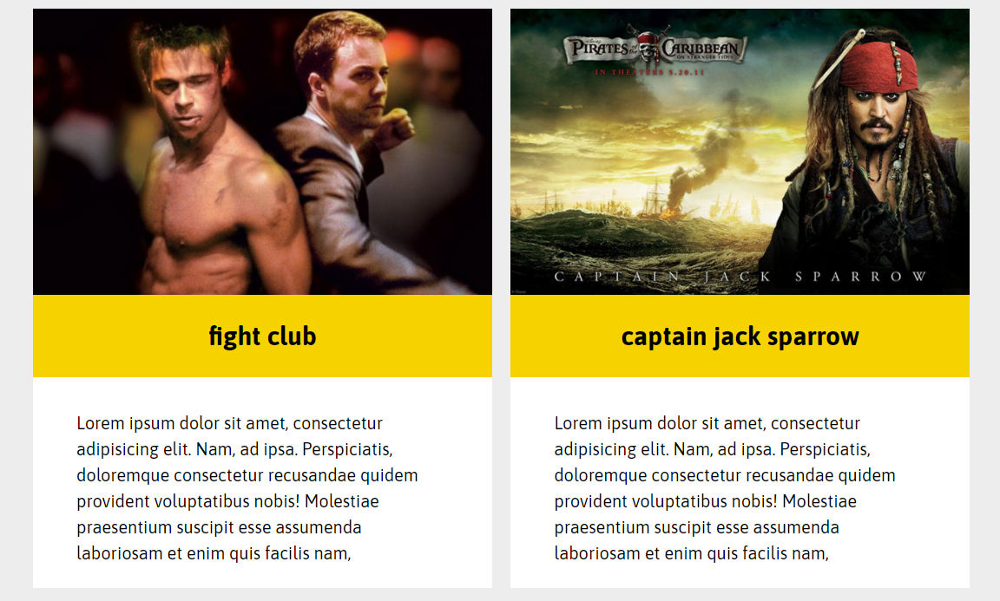 Disney
PIRATES of the CARIBBEAN
ON STRANGER TIDES
IN THEATERS 5.20.11
CAPTAIN JACK SPARROW
fight club
captain jack sparrow
Lorem ipsum dolor sit amet, consectetur
adipisicing elit. Nam, ad ipsa. Perspiciatis,
doloremque consectetur recusandae quidem
provident voluptatibus nobis! Molestiae
praesentium suscipit esse assumenda
laboriosam et enim quis facilis nam,
Lorem ipsum dolor sit amet, consectetur
adipisicing elit. Nam, ad ipsa. Perspiciatis,
doloremque consectetur recusandae quidem
provident voluptatibus nobis! Molestiae
praesentium suscipit esse assumenda
laboriosam et enim quis facilis nam,